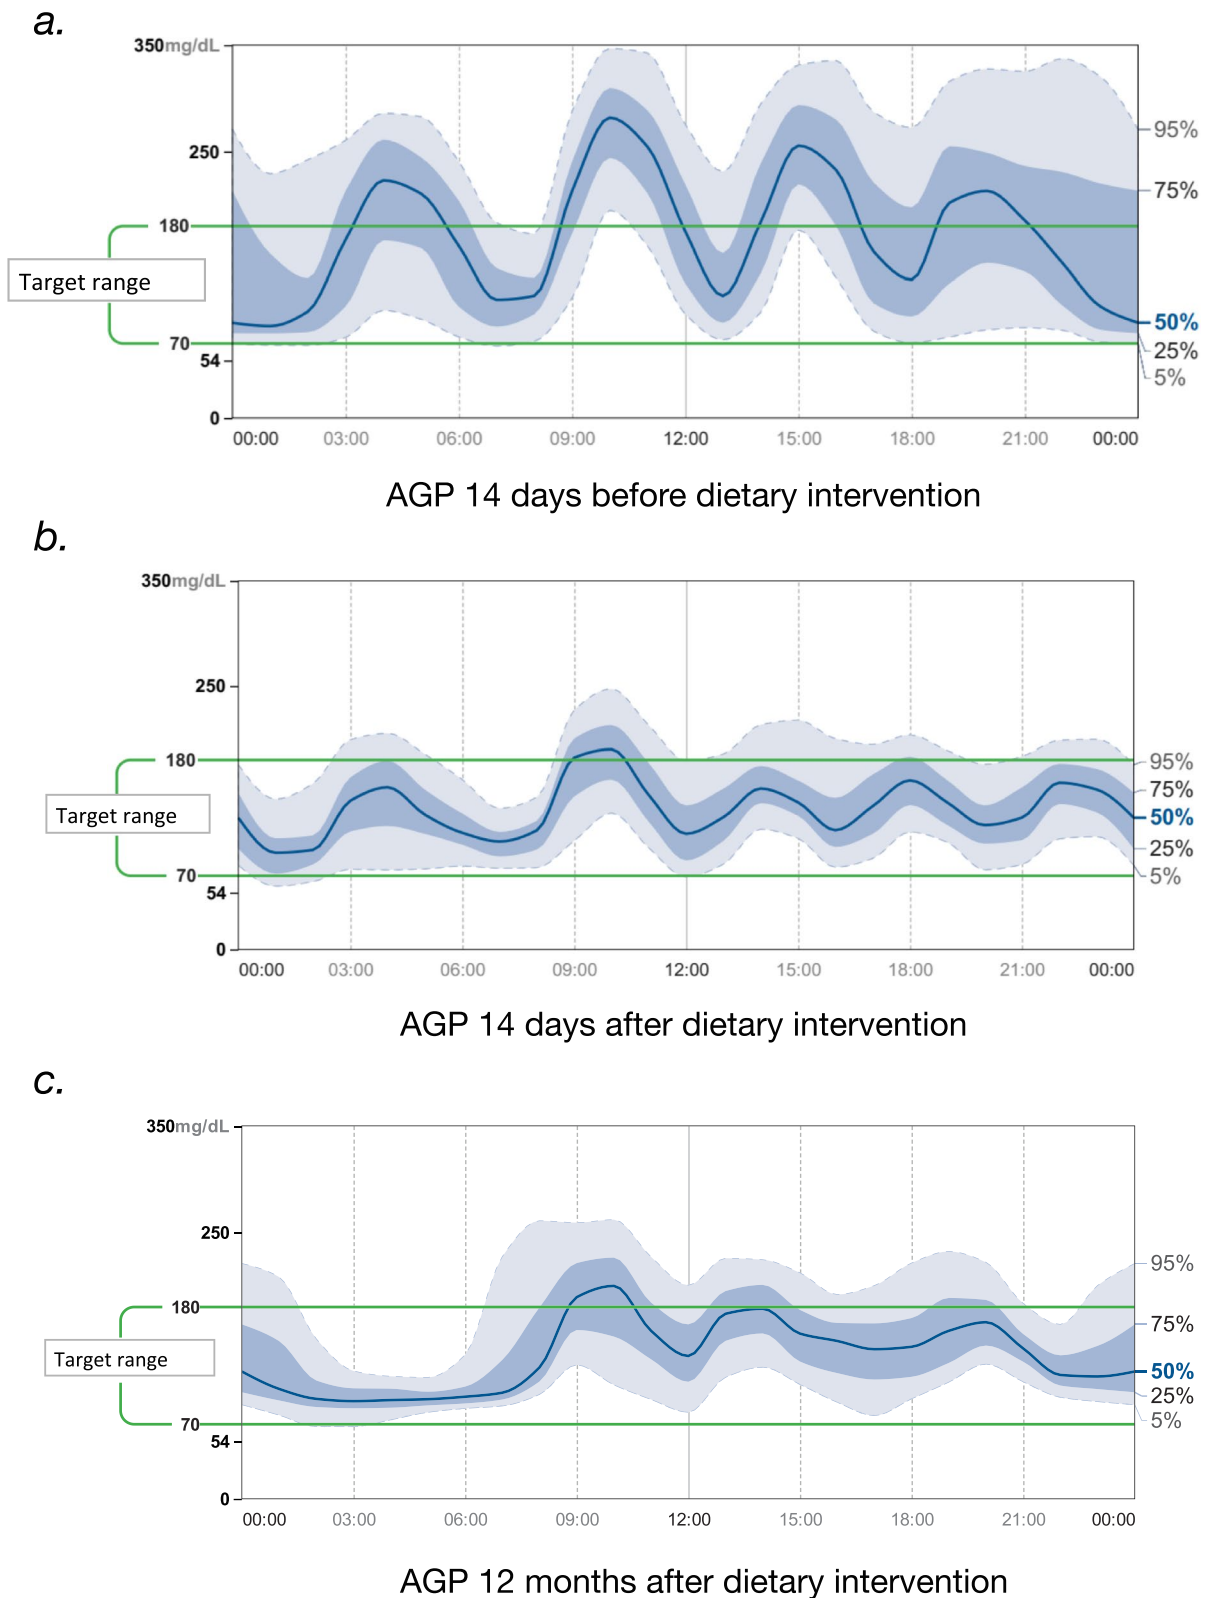 a.
350mg/dL
95%
250
75%
180
Target range
50%
70
25%
54
5%
0
00:00 03:00 06:00 09:00 12:00 15:00 18:00 21:00 00:00
AGP 14 days before dietary intervention
b.
350mg/dL
250
180
95%
75%
Target range
50%
25%
70
5%
54
0
00:00 03:00 06:00 09:00 12:00 15:00 18:00 21:00 00:00
AGP 14 days after dietary intervention
c.
350mg/dL
250
95%
180
75%
Target range
50%
25%
70
5%
54
0
00:00 03:00 06:00 09:00 12:00 15:00 18:00 21:00 00:00
AGP 12 months after dietary intervention